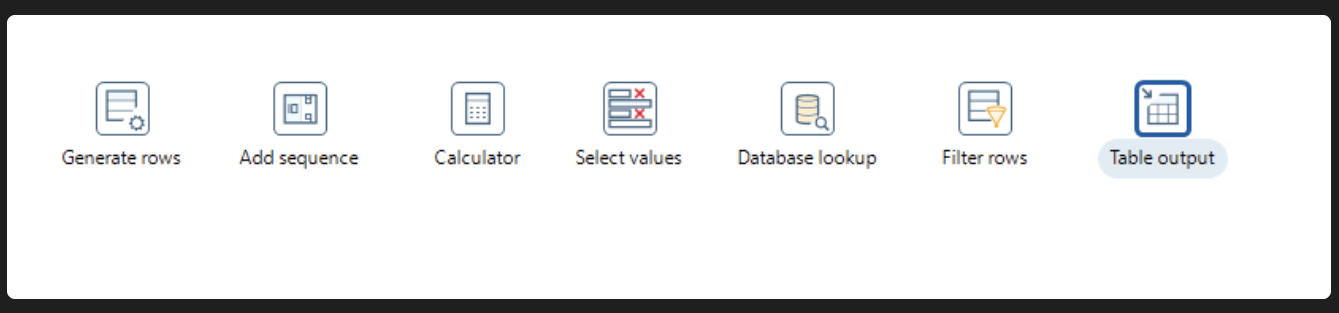 Generate rows
Add sequence
Calculator
Select values
Database lookup
Filter rows
Table output